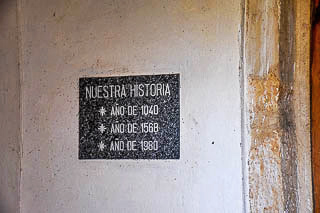 NUESTRA HISTORIA
* AÑO DE 1040
* AÑO DE 1568
* AÑO DE 1980